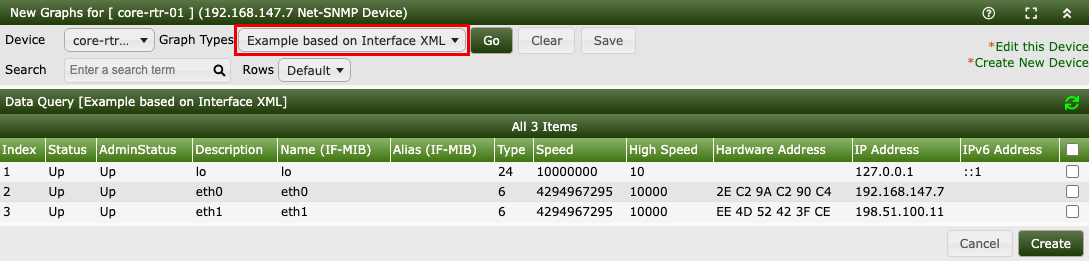 New Graphs for [ core-rtr-01 ] (192.168.147.7 Net-SNMP Device)
Device core-rtr... Graph Types Example based on Interface XML Go Clear Save
*Edit this Device
*Create New Device
Search Enter a search term Rows Default
Data Query [Example based on Interface XML]
All 3 Items
Index Status AdminStatus Description Name (IF-MIB) Alias (IF-MIB) Type Speed High Speed Hardware Address IP Address IPv6 Address
1 Up Up lo lo 24 10000000 10 127.0.0.1 ::1
2 Up Up eth0 eth0 6 4294967295 10000 2E C2 9A C2 90 C4 192.168.147.7
3 Up Up eth1 eth1 6 4294967295 10000 EE 4D 52 42 3F CE 198.51.100.11
Cancel Create